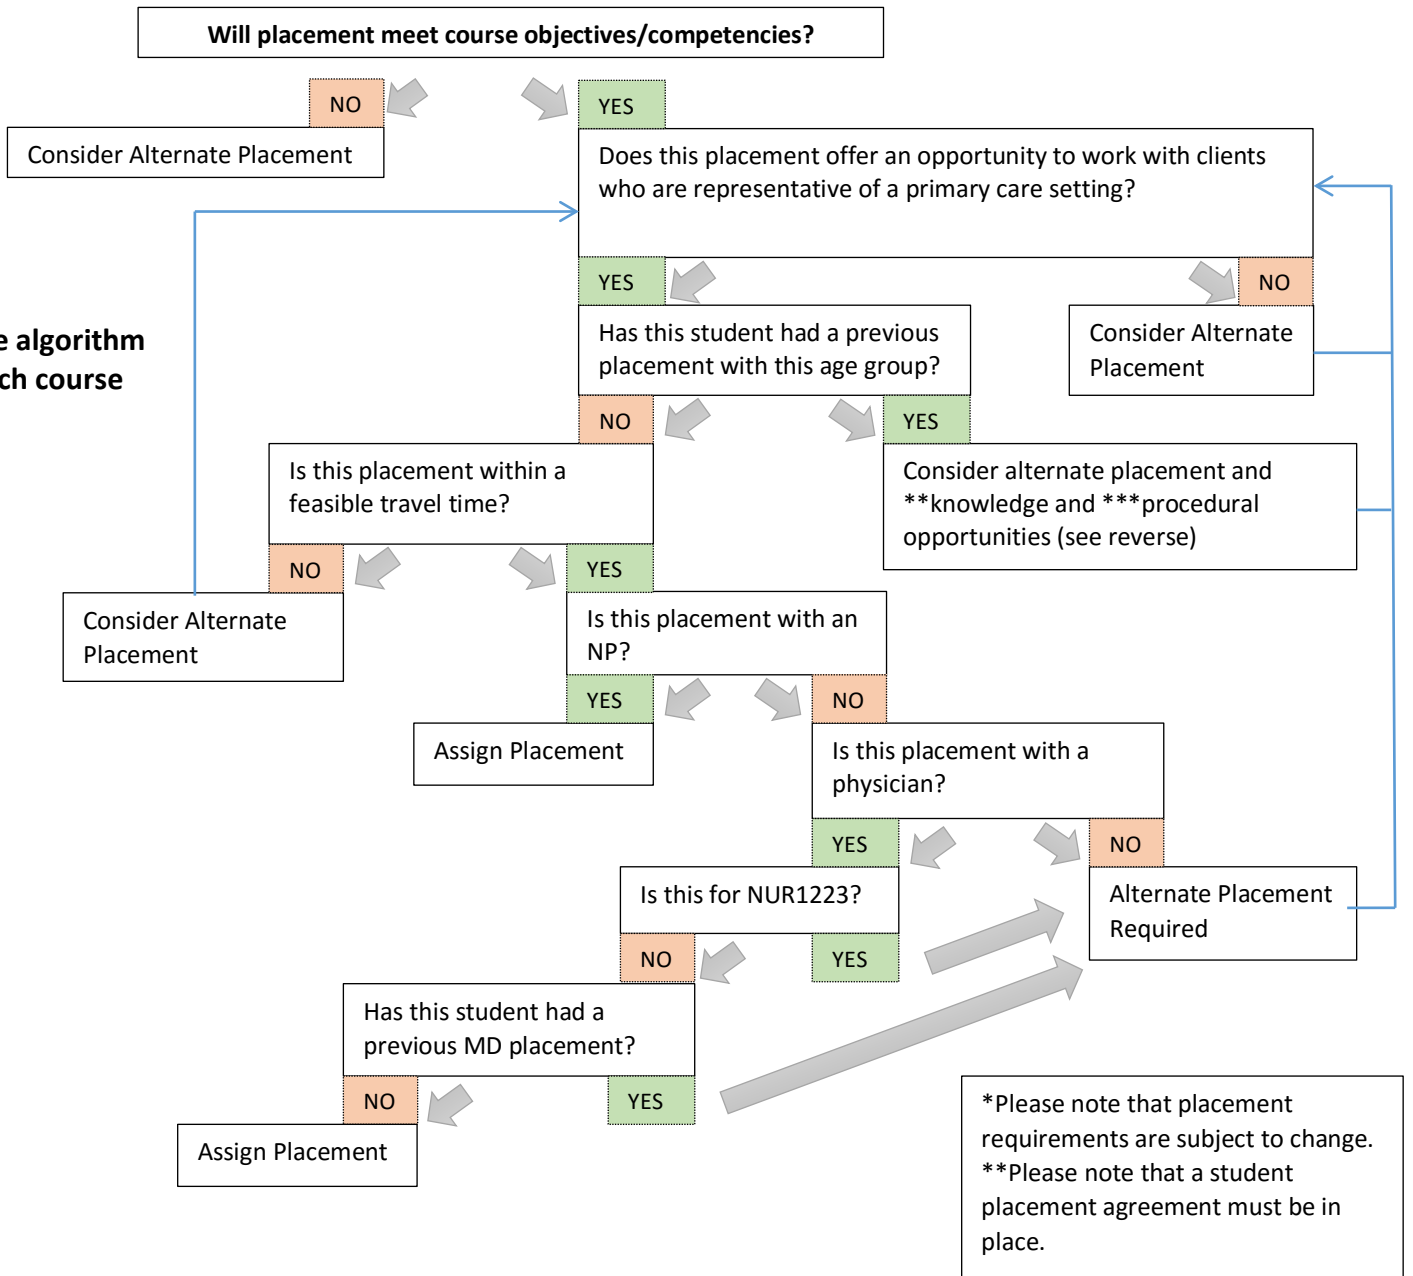 Will placement meet course objectives/competencies?
NO
YES
Consider Alternate Placement
Does this placement offer an opportunity to work with clients
who are representative of a primary care setting?
YES
NO
Has this student had a previous
placement with this age group?
Consider Alternate
Placement
e algorithm
ch course
NO
YES
Is this placement within a
feasible travel time?
Consider alternate placement and
**knowledge and ***procedural
opportunities (see reverse)
NO
YES
Consider Alternate
Placement
Is this placement with an
NP?
YES
NO
Assign Placement
Is this placement with a
physician?
YES
NO
Is this for NUR1223?
Alternate Placement
Required
NO
YES
Has this student had a
previous MD placement?
NO
YES
Assign Placement
*Please note that placement
requirements are subject to change.
**Please note that a student
placement agreement must be in
place.